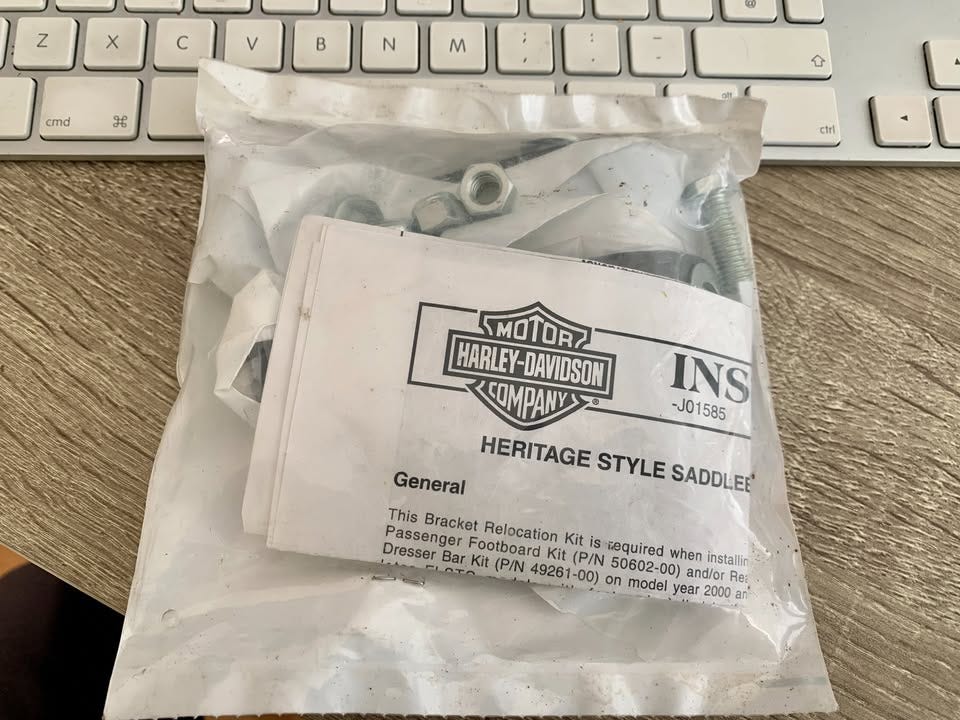 Z X C V B N M ; : , . _ -
@
cmd ⌘
alt
ctrl
MOTOR
HARLEY-DAVIDSON
COMPANY
®
INS
-J01585
HERITAGE STYLE SADDLEB
General
This Bracket Relocation Kit is required when installin
Passenger Footboard Kit (P/N 50602-00) and/or Rea
Dresser Bar Kit (P/N 49261-00) on model year 2000 an